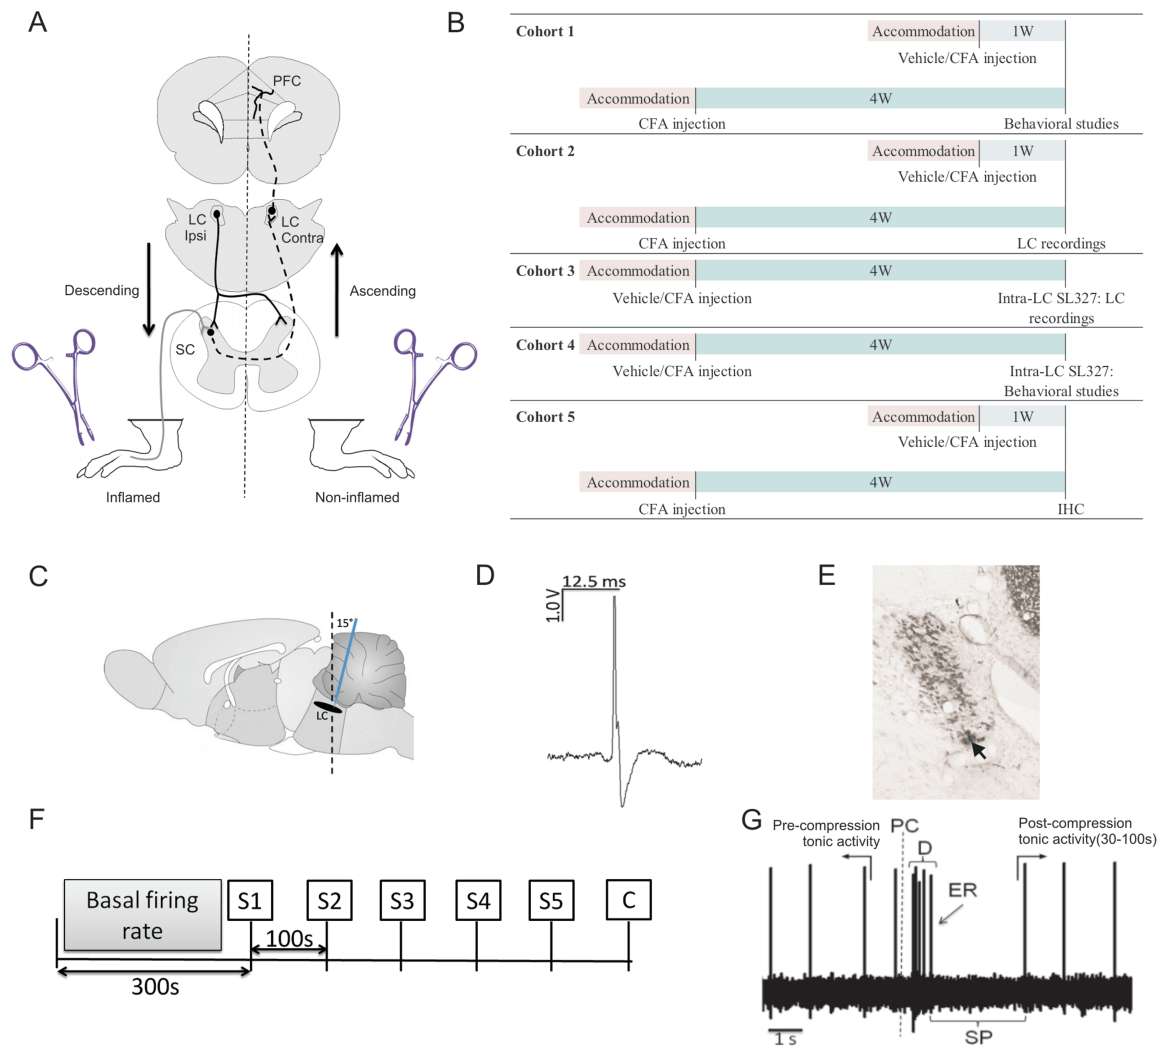 A
PFC
LC
Ipsi
LC
Contra
Descending
Ascending
SC
Inflamed
Non-inflamed
B
Cohort 1
Accommodation
1W
Vehicle/CFA injection
Accommodation
4W
CFA injection
Behavioral studies
Cohort 2
Accommodation
1W
Vehicle/CFA injection
Accommodation
4W
CFA injection
LC recordings
Cohort 3
Accommodation
4W
Vehicle/CFA injection
Intra-LC SL327: LC
recordings
Cohort 4
Accommodation
4W
Vehicle/CFA injection
Intra-LC SL327:
Behavioral studies
Cohort 5
Accommodation
1W
Vehicle/CFA injection
Accommodation
4W
CFA injection
IHC
C
15°
LC
D
12.5 ms
1.0 V
E
F
Basal firing
rate
S1
S2
S3
S4
S5
C
100s
300s
G
Pre-compression
tonic activity
PC
D
ER
Post-compression
tonic activity(30-100s)
SP
1 s